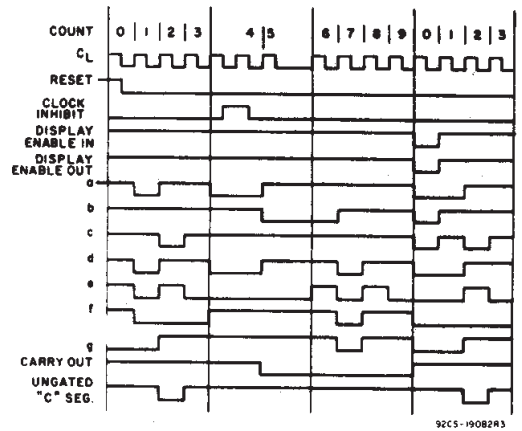 COUNT 0 1 2 3 4 5 6 7 8 9 0 1 2 3
CL
RESET
CLOCK
INHIBIT
DISPLAY
ENABLE IN
DISPLAY
ENABLE OUT
a
b
c
d
e
f
g
CARRY OUT
UNGATED
"C" SEG.
92CS-19082R3